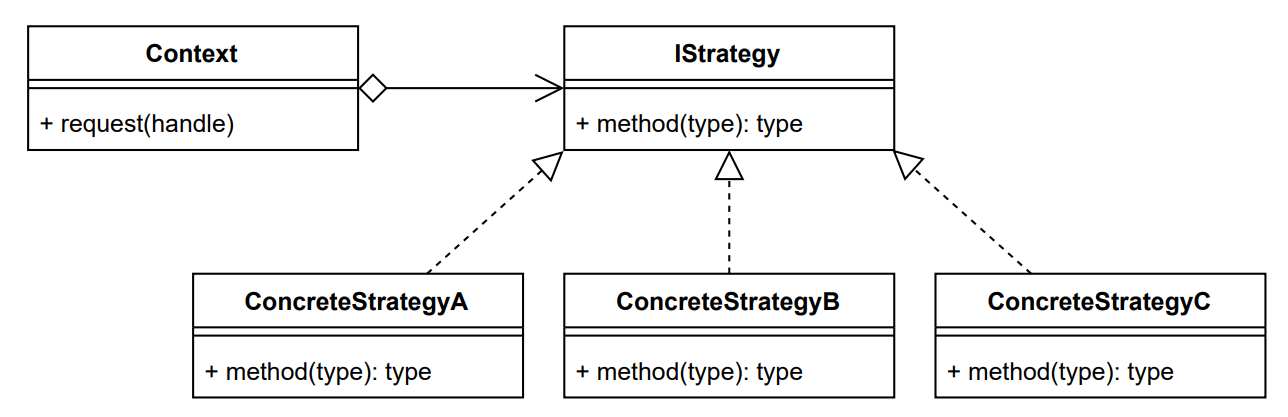 Context
+ request(handle)
IStrategy
+ method(type): type
ConcreteStrategyA
+ method(type): type
ConcreteStrategyB
+ method(type): type
ConcreteStrategyC
+ method(type): type